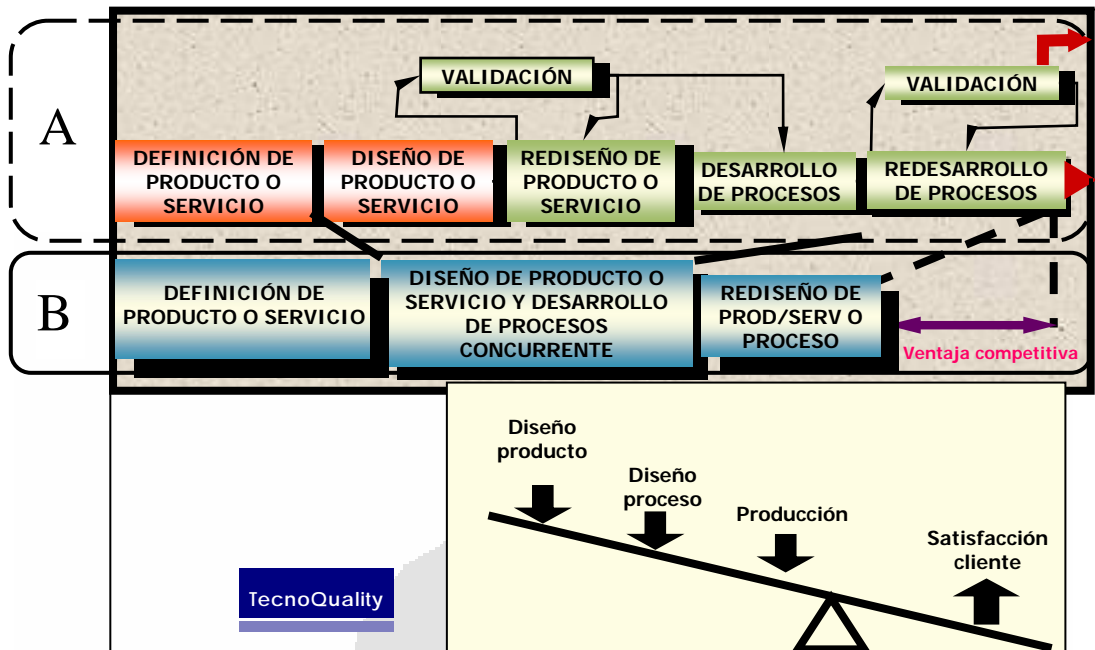 A
VALIDACIÓN
VALIDACIÓN
DEFINICIÓN DE
PRODUCTO O
SERVICIO
DISEÑO DE
PRODUCTO O
SERVICIO
REDISEÑO DE
PRODUCTO O
SERVICIO
DESARROLLO
DE PROCESOS
REDESARROLLO
DE PROCESOS
B
DEFINICIÓN DE
PRODUCTO O SERVICIO
DISEÑO DE PRODUCTO O
SERVICIO Y DESARROLLO
DE PROCESOS
CONCURRENTE
REDISEÑO DE
PROD/SERV O
PROCESO
Ventaja competitiva
Diseño
producto
Diseño
proceso
Producción
Satisfacción
cliente
TecnoQuality